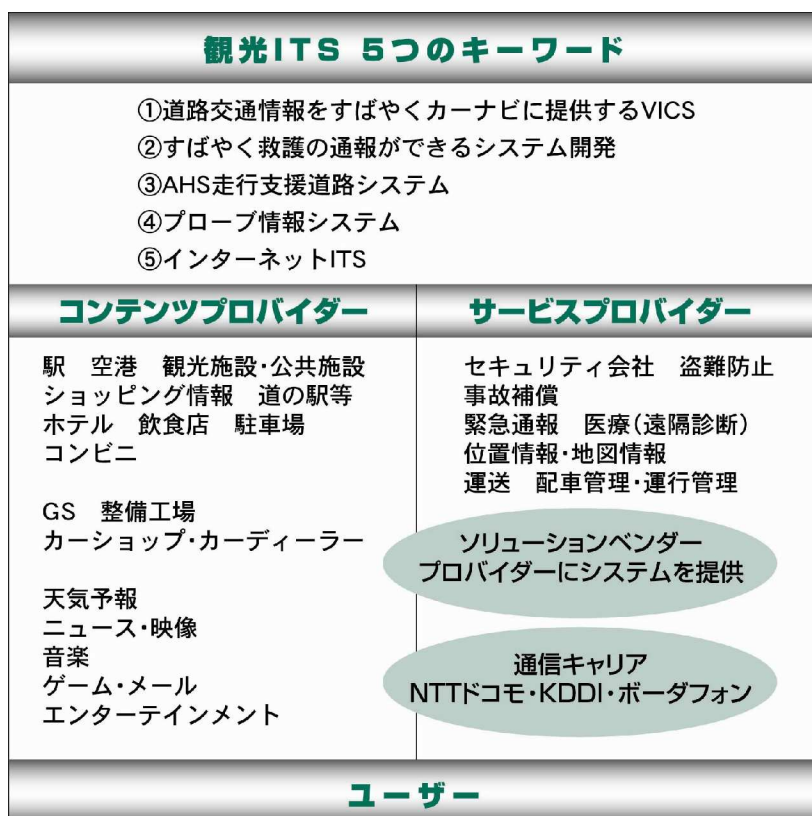 観光ITS 5つのキーワード
①道路交通情報をすばやくカーナビに提供するVICS
②すばやく救護の通報ができるシステム開発
③AHS走行支援道路システム
④プローブ情報システム
⑤インターネットITS
コンテンツプロバイダー
駅 空港 観光施設・公共施設
ショッピング情報 道の駅等
ホテル 飲食店 駐車場
コンビニ
GS 整備工場
カーショップ・カーディーラー
天気予報
ニュース・映像
音楽
ゲーム・メール
エンターテインメント
サービスプロバイダー
セキュリティ会社 盗難防止
事故補償
緊急通報 医療(遠隔診断)
位置情報・地図情報
運送 配車管理・運行管理
ソリューションベンダー
プロバイダーにシステムを提供
通信キャリア
NTTドコモ・KDDI・ボーダフォン
ユーザー